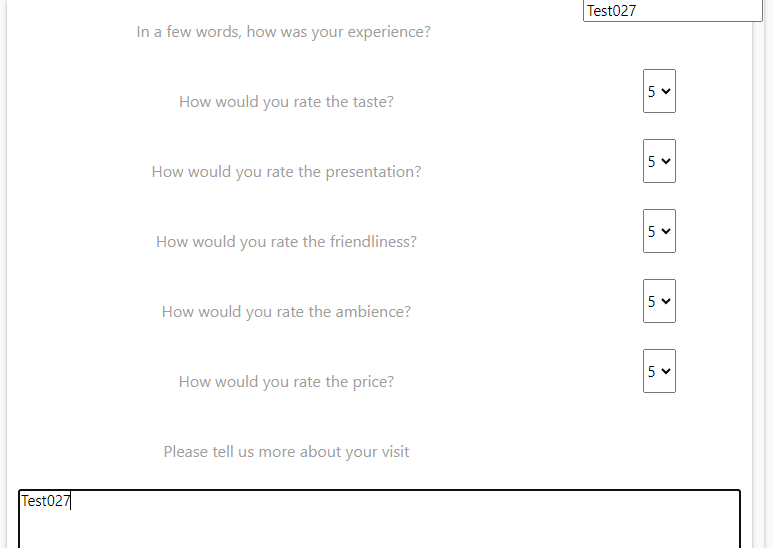 Test027
In a few words, how was your experience?
How would you rate the taste?
5
How would you rate the presentation?
5
How would you rate the friendliness?
5
How would you rate the ambience?
5
How would you rate the price?
5
Please tell us more about your visit
Test027